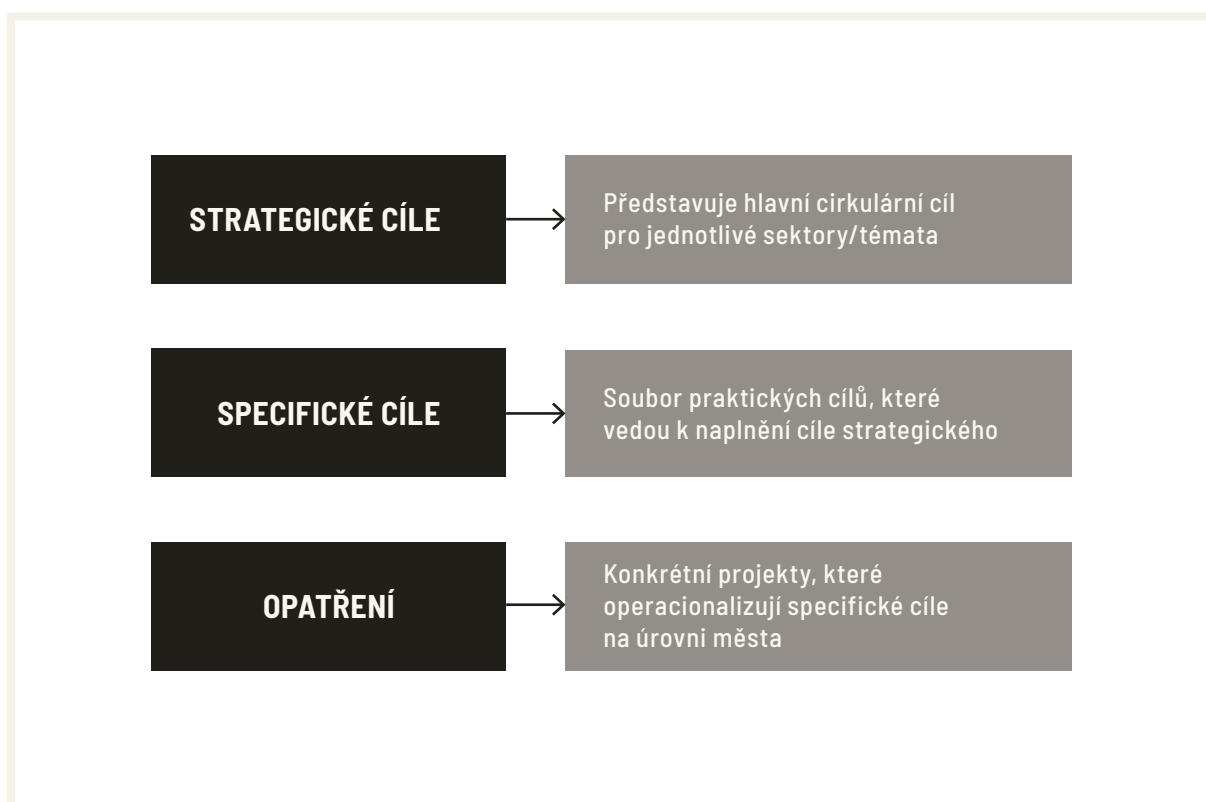 STRATEGICKÉ CÍLE
Představuje hlavní cirkulární cíl
pro jednotlivé sektory/témata
SPECIFICKÉ CÍLE
Soubor praktických cílů, které
vedou k naplnění cíle strategického
OPATŘENÍ
Konkrétní projekty, které
operacionalizují specifické cíle
na úrovni města